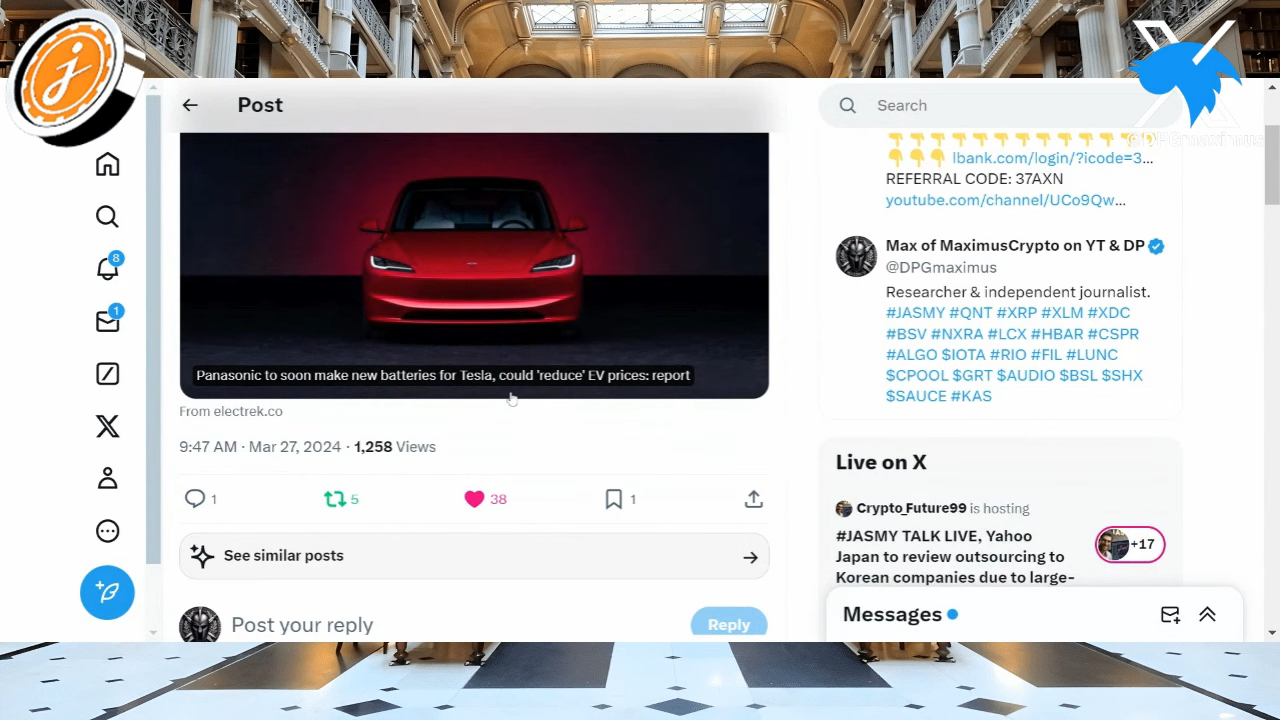 Post
Panasonic to soon make new batteries for Tesla, could 'reduce' EV prices: report
From electrek.co
9:47 AM · Mar 27, 2024 · 1,258 Views
1
5
38
1
See similar posts
Post your reply
Reply
8
1
Search
@DPGmaximus
lbank.com/login/?icode=3…
REFERRAL CODE: 37AXN
youtube.com/channel/UCo9Qw…
Max of MaximusCrypto on YT & DP
@DPGmaximus
Researcher & independent journalist.
#JASMY #QNT #XRP #XLM #XDC
#BSV #NXRA #LCX #HBAR #CSPR
#ALGO $IOTA #RIO #FIL #LUNC
$CPOOL $GRT $AUDIO $BSL $SHX
$SAUCE #KAS
Live on X
Crypto_Future99 is hosting
#JASMY TALK LIVE, Yahoo
Japan to review outsourcing to
Korean companies due to large-
+17
Messages